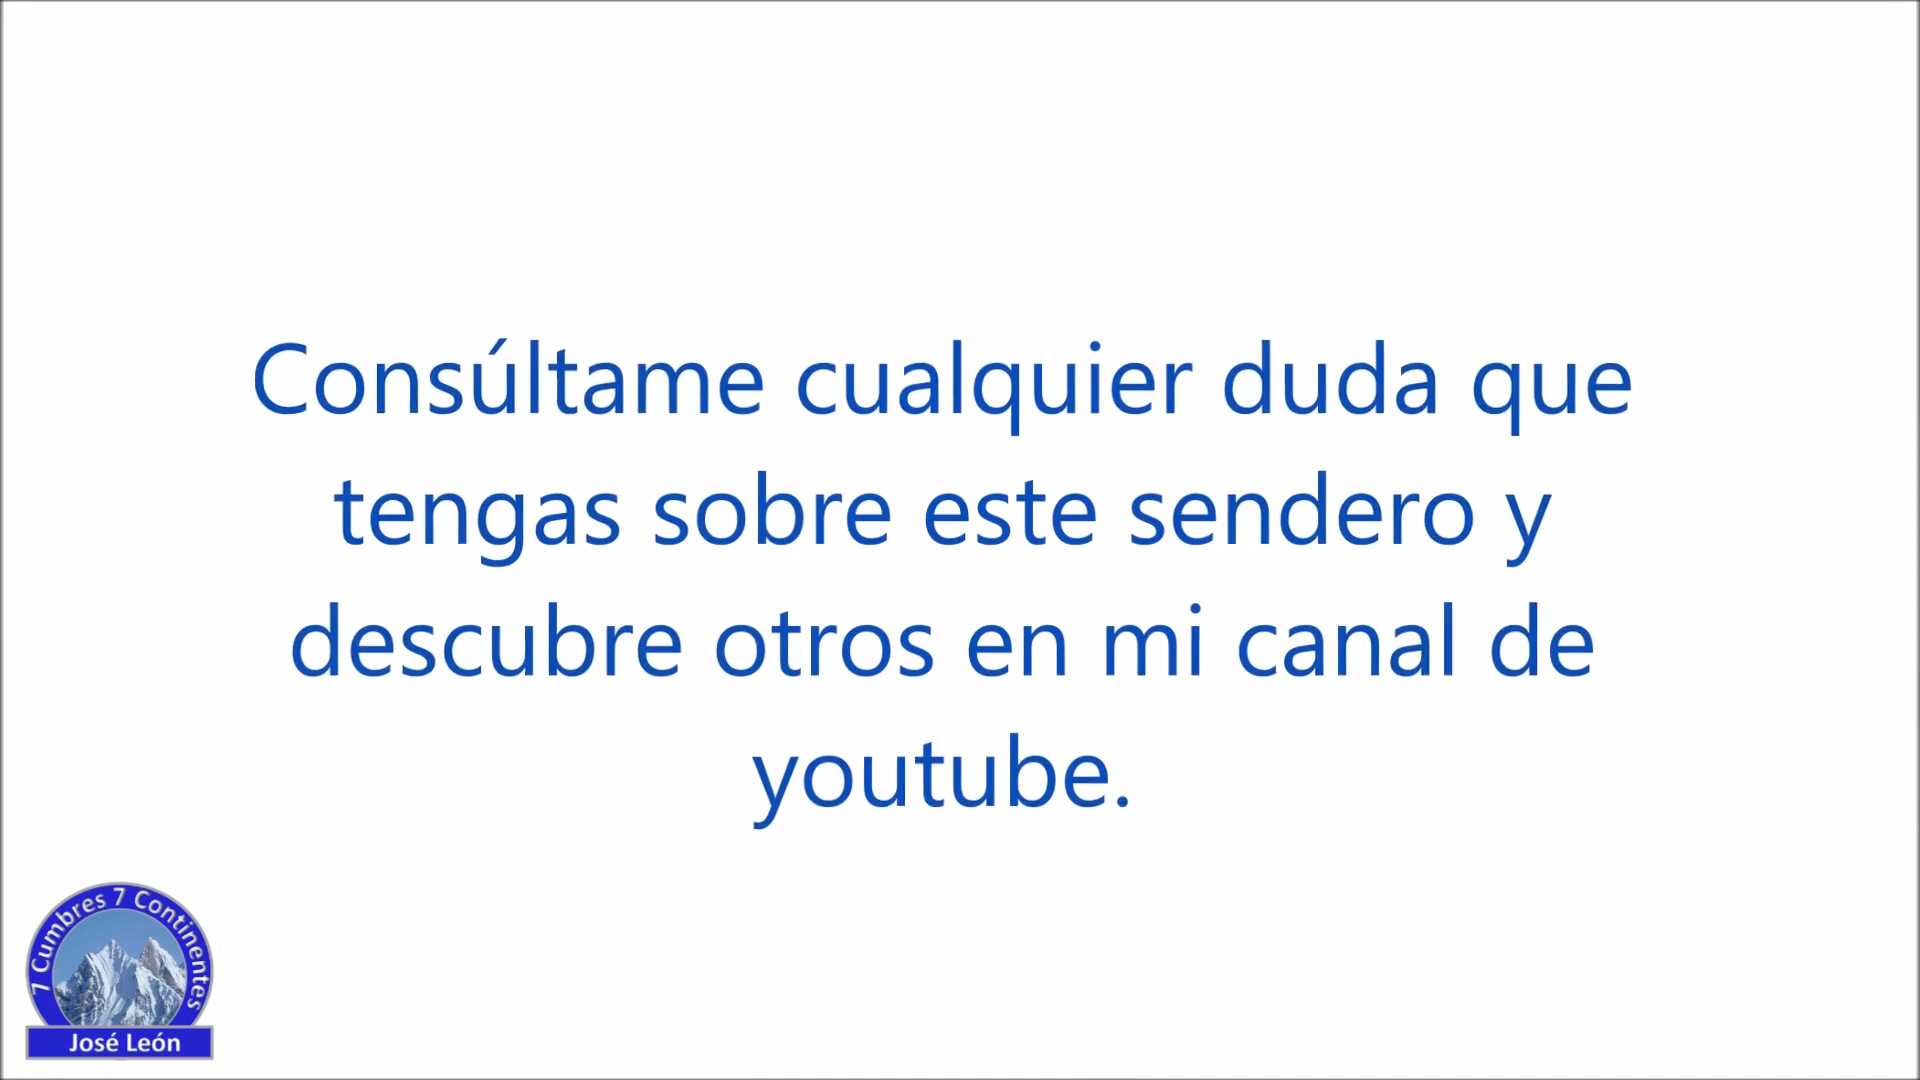 Consúltame cualquier duda que
tengas sobre este sendero y
descubre otros en mi canal de
youtube.
7 Cumbres 7 Continentes
José León